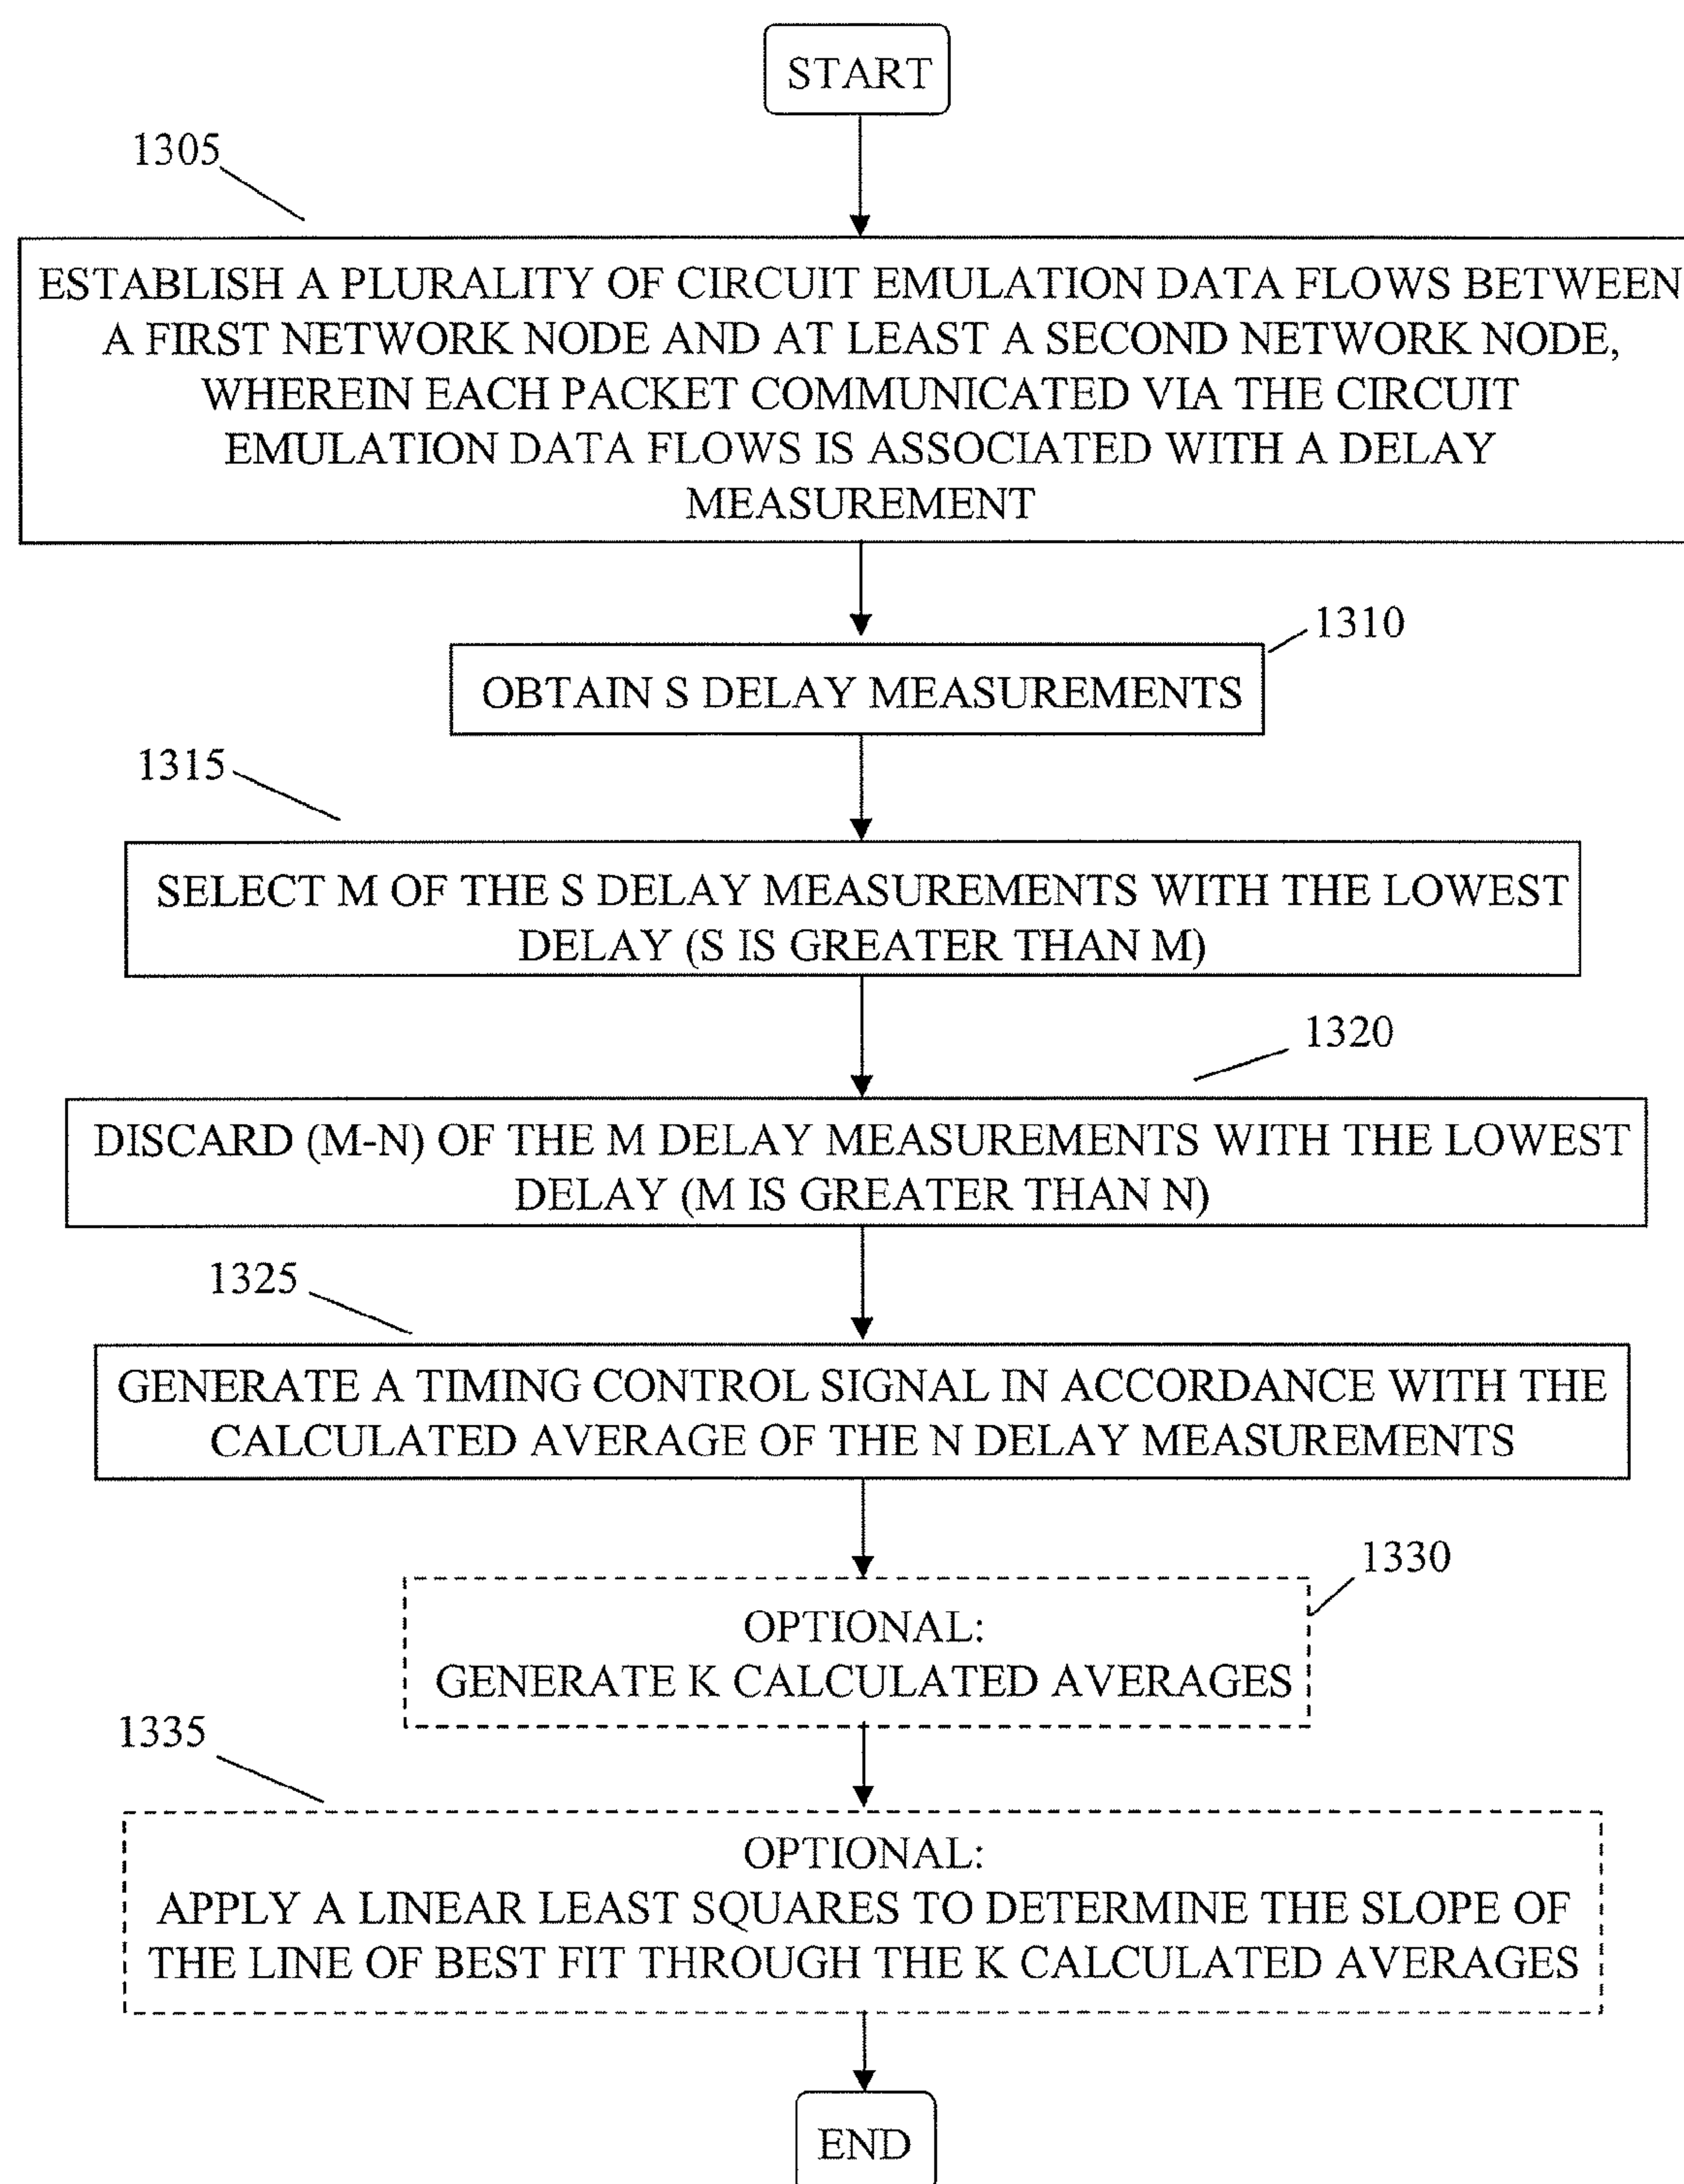 START
1305
ESTABLISH A PLURALITY OF CIRCUIT EMULATION DATA FLOWS BETWEEN
A FIRST NETWORK NODE AND AT LEAST A SECOND NETWORK NODE,
WHEREIN EACH PACKET COMMUNICATED VIA THE CIRCUIT
EMULATION DATA FLOWS IS ASSOCIATED WITH A DELAY
MEASUREMENT
1310
OBTAIN S DELAY MEASUREMENTS
1315
SELECT M OF THE S DELAY MEASUREMENTS WITH THE LOWEST
DELAY (S IS GREATER THAN M)
1320
DISCARD (M-N) OF THE M DELAY MEASUREMENTS WITH THE LOWEST
DELAY (M IS GREATER THAN N)
1325
GENERATE A TIMING CONTROL SIGNAL IN ACCORDANCE WITH THE
CALCULATED AVERAGE OF THE N DELAY MEASUREMENTS
1330
OPTIONAL:
GENERATE K CALCULATED AVERAGES
1335
OPTIONAL:
APPLY A LINEAR LEAST SQUARES TO DETERMINE THE SLOPE OF
THE LINE OF BEST FIT THROUGH THE K CALCULATED AVERAGES
END